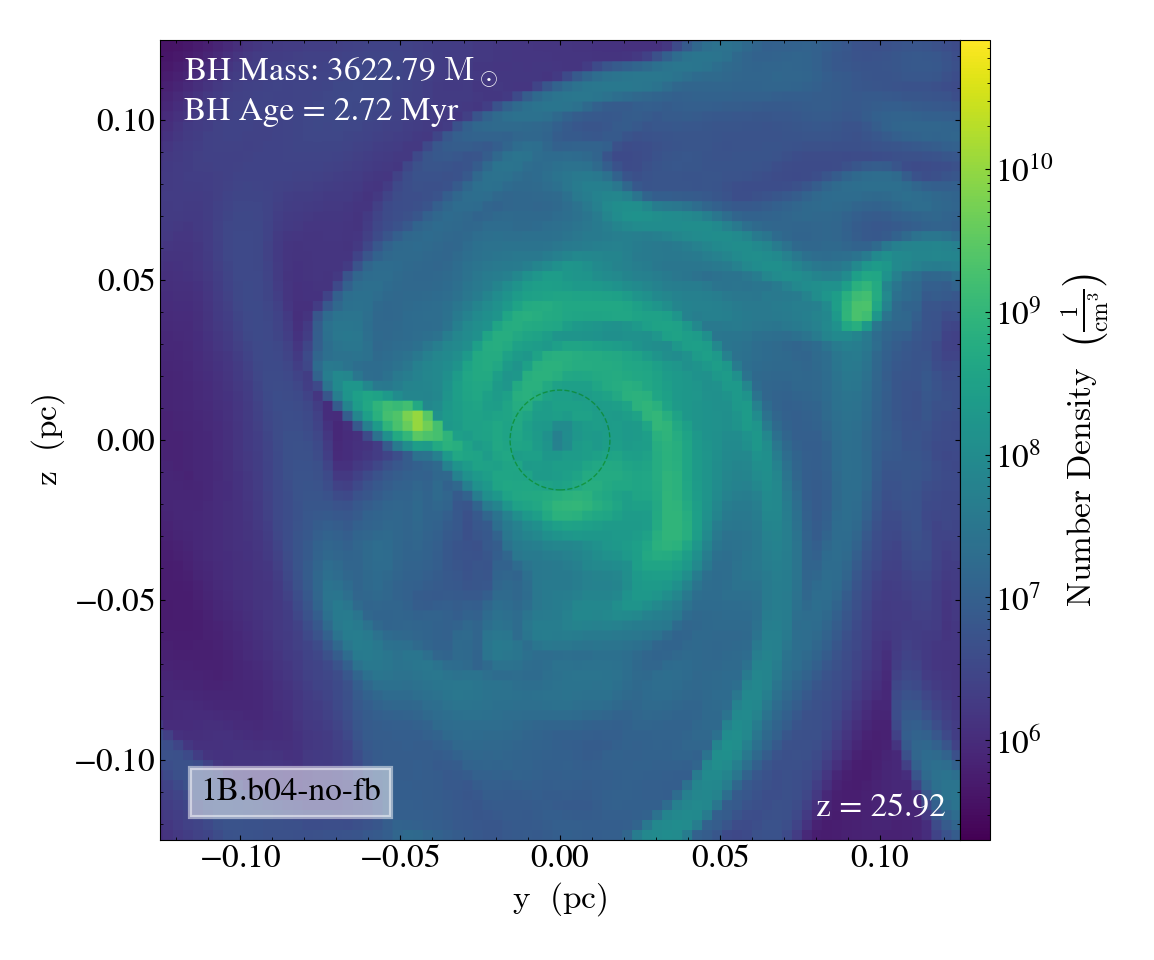 BH Mass: 3622.79 M⊙
BH Age = 2.72 Myr
1B.b04-no-fb
z = 25.92
0.10
0.05
0.00
−0.05
−0.10
z (pc)
−0.10
−0.05
0.00
0.05
0.10
y (pc)
10^10
10^9
10^8
10^7
10^6
Number Density (1/cm^3)